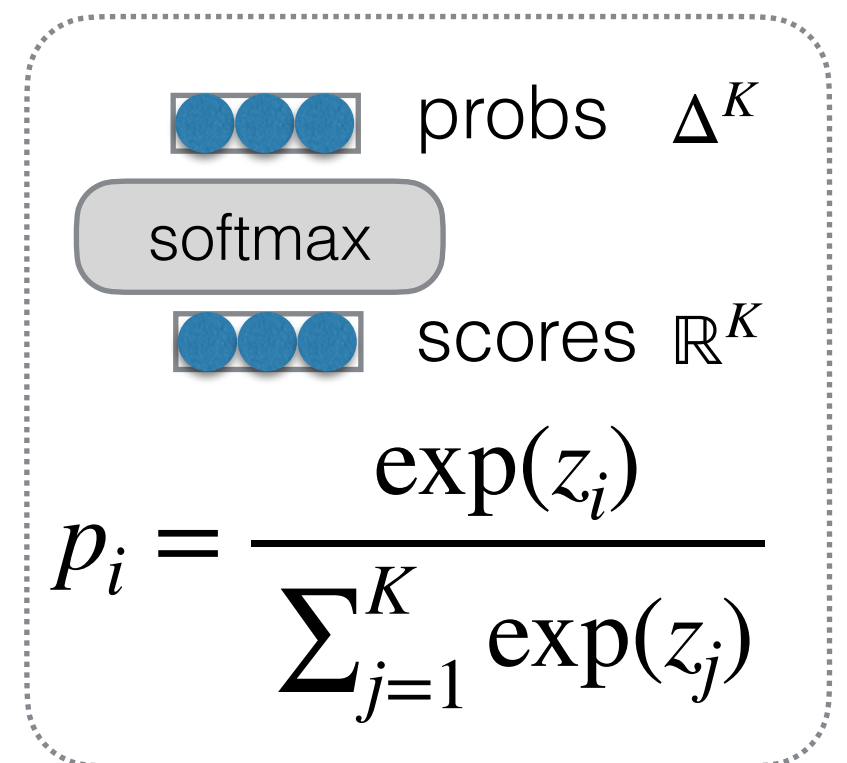 probs Δ^K
softmax
scores ℝ^K
p_i = exp(z_i) / ∑_{j=1}^K exp(z_j)